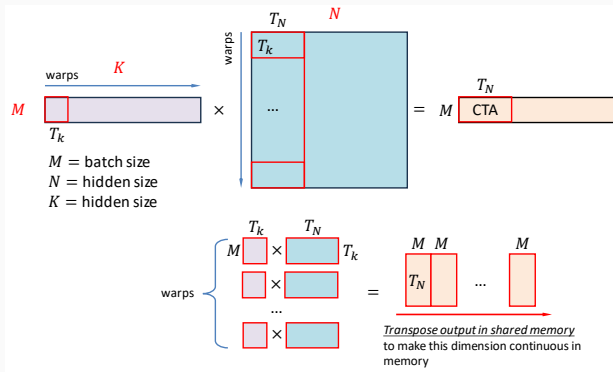 T_N N
warps K
warps
T_k
M
...
× = M
T_N
CTA
T_k
M = batch size
N = hidden size
K = hidden size
T_k T_N
M × T_k
×
...
×
warps
=
M M M
T_N ...
Transpose output in shared memory
to make this dimension continuous in
memory